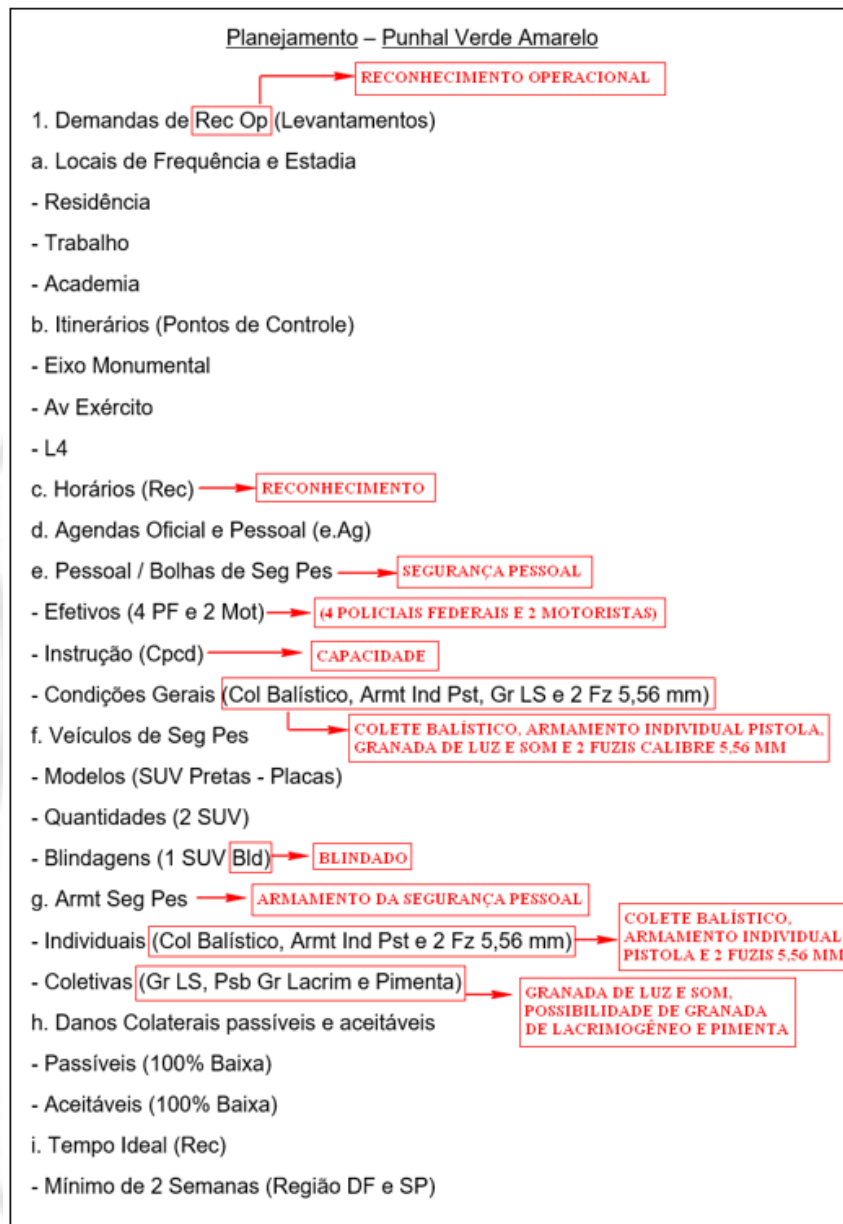 Planejamento – Punhal Verde Amarelo
RECONHECIMENTO OPERACIONAL
1. Demandas de Rec Op (Levantamentos)
a. Locais de Frequência e Estadia
- Residência
- Trabalho
- Academia
b. Itinerários (Pontos de Controle)
- Eixo Monumental
- Av Exército
- L4
c. Horários (Rec) RECONHECIMENTO
d. Agendas Oficial e Pessoal (e.Ag)
e. Pessoal / Bolhas de Seg Pes SEGURANÇA PESSOAL
- Efetivos (4 PF e 2 Mot) (4 POLICIAIS FEDERAIS E 2 MOTORISTAS)
- Instrução (Cpcd) CAPACIDADE
- Condições Gerais (Col Balístico, Armt Ind Pst, Gr LS e 2 Fz 5,56 mm)
COLETE BALÍSTICO, ARMAMENTO INDIVIDUAL PISTOLA,
GRANADA DE LUZ E SOM E 2 FUZIS CALIBRE 5,56 MM
f. Veículos de Seg Pes
- Modelos (SUV Pretas - Placas)
- Quantidades (2 SUV)
- Blindagens (1 SUV Bld) BLINDADO
g. Armt Seg Pes ARMAMENTO DA SEGURANÇA PESSOAL
- Individuais (Col Balístico, Armt Ind Pst e 2 Fz 5,56 mm)
COLETE BALÍSTICO,
ARMAMENTO INDIVIDUAL
PISTOLA E 2 FUZIS 5,56 MM
- Coletivas (Gr LS, Psb Gr Lacrim e Pimenta)
GRANADA DE LUZ E SOM,
POSSIBILIDADE DE GRANADA
DE LACRIMOGÊNEO E PIMENTA
h. Danos Colaterais passíveis e aceitáveis
- Passíveis (100% Baixa)
- Aceitáveis (100% Baixa)
i. Tempo Ideal (Rec)
- Mínimo de 2 Semanas (Região DF e SP)